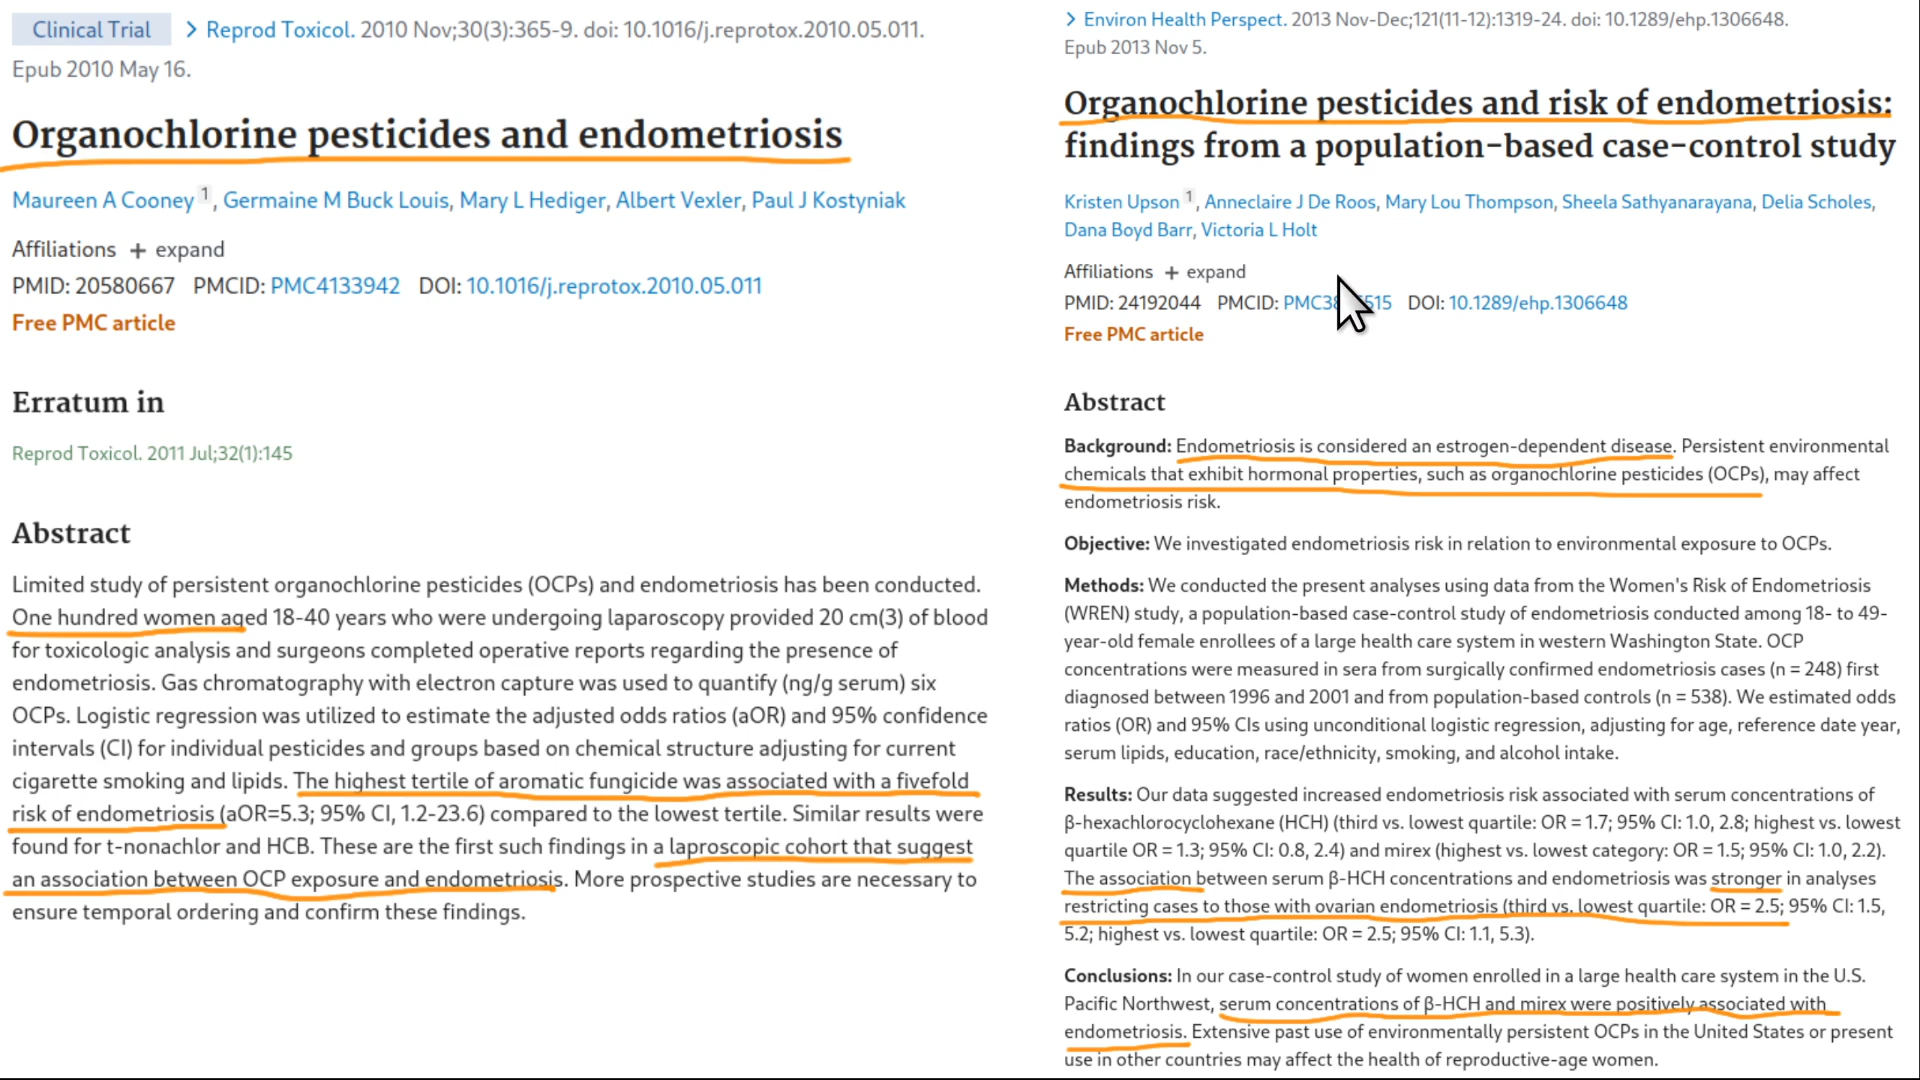 Clinical Trial > Reprod Toxicol. 2010 Nov;30(3):365-9. doi: 10.1016/j.reprotox.2010.05.011.
Epub 2010 May 16.
Organochlorine pesticides and endometriosis
Maureen A Cooney 1, Germaine M Buck Louis, Mary L Hediger, Albert Vexler, Paul J Kostyniak
Affiliations + expand
PMID: 20580667 PMCID: PMC4133942 DOI: 10.1016/j.reprotox.2010.05.011
Free PMC article
Erratum in
Reprod Toxicol. 2011 Jul;32(1):145
Abstract
Limited study of persistent organochlorine pesticides (OCPs) and endometriosis has been conducted.
One hundred women aged 18-40 years who were undergoing laparoscopy provided 20 cm(3) of blood
for toxicologic analysis and surgeons completed operative reports regarding the presence of
endometriosis. Gas chromatography with electron capture was used to quantify (ng/g serum) six
OCPs. Logistic regression was utilized to estimate the adjusted odds ratios (aOR) and 95% confidence
intervals (CI) for individual pesticides and groups based on chemical structure adjusting for current
cigarette smoking and lipids. The highest tertile of aromatic fungicide was associated with a fivefold
risk of endometriosis (aOR=5.3; 95% CI, 1.2-23.6) compared to the lowest tertile. Similar results were
found for t-nonachlor and HCB. These are the first such findings in a laproscopic cohort that suggest
an association between OCP exposure and endometriosis. More prospective studies are necessary to
ensure temporal ordering and confirm these findings.
> Environ Health Perspect. 2013 Nov-Dec;121(11-12):1319-24. doi: 10.1289/ehp.1306648.
Epub 2013 Nov 5.
Organochlorine pesticides and risk of endometriosis:
findings from a population-based case-control study
Kristen Upson 1, Anneclaire J De Roos, Mary Lou Thompson, Sheela Sathyanarayana, Delia Scholes,
Dana Boyd Barr, Victoria L Holt
Affiliations + expand
PMID: 24192044 PMCID: DOI: 10.1289/ehp.1306648
Free PMC article
Abstract
Background: Endometriosis is considered an estrogen-dependent disease. Persistent environmental
chemicals that exhibit hormonal properties, such as organochlorine pesticides (OCPs), may affect
endometriosis risk.
Objective: We investigated endometriosis risk in relation to environmental exposure to OCPs.
Methods: We conducted the present analyses using data from the Women's Risk of Endometriosis
(WREN) study, a population-based case-control study of endometriosis conducted among 18- to 49-
year-old female enrollees of a large health care system in western Washington State. OCP
concentrations were measured in sera from surgically confirmed endometriosis cases (n = 248) first
diagnosed between 1996 and 2001 and from population-based controls (n = 538). We estimated odds
ratios (OR) and 95% CIs using unconditional logistic regression, adjusting for age, reference date year,
serum lipids, education, race/ethnicity, smoking, and alcohol intake.
Results: Our data suggested increased endometriosis risk associated with serum concentrations of
β-hexachlorocyclohexane (HCH) (third vs. lowest quartile: OR = 1.7; 95% CI: 1.0, 2.8; highest vs. lowest
quartile OR = 1.3; 95% CI: 0.8, 2.4) and mirex (highest vs. lowest category: OR = 1.5; 95% CI: 1.0, 2.2).
The association between serum β-HCH concentrations and endometriosis was stronger in analyses
restricting cases to those with ovarian endometriosis (third vs. lowest quartile: OR = 2.5; 95% CI: 1.5,
5.2; highest vs. lowest quartile: OR = 2.5; 95% CI: 1.1, 5.3).
Conclusions: In our case-control study of women enrolled in a large health care system in the U.S.
Pacific Northwest, serum concentrations of β-HCH and mirex were positively associated with
endometriosis. Extensive past use of environmentally persistent OCPs in the United States or present
use in other countries may affect the health of reproductive-age women.